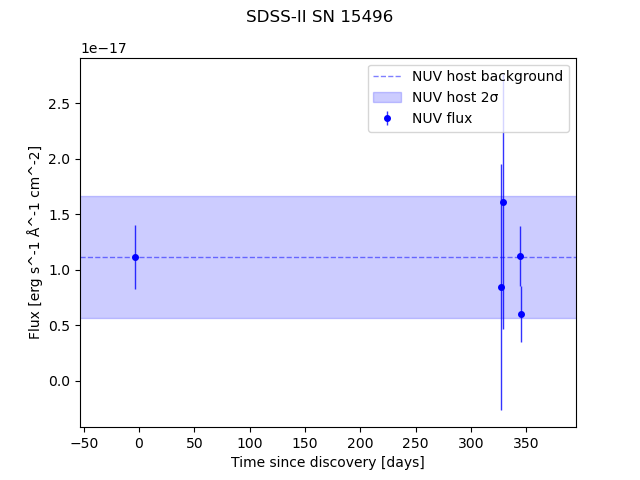 SDSS-II SN 15496
1e−17
NUV host background
NUV host 2σ
NUV flux
2.5
2.0
1.5
1.0
0.5
0.0
Flux [erg s^-1 Å^-1 cm^-2]
−50 0 50 100 150 200 250 300 350
Time since discovery [days]